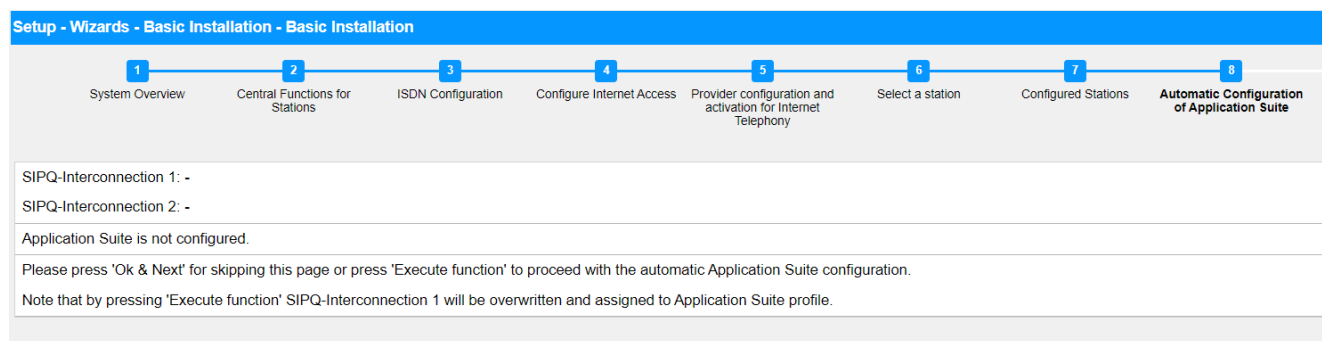 Setup - Wizards - Basic Installation - Basic Installation
1 2 3 4 5 6 7 8
System Overview
Central Functions for
Stations
ISDN Configuration
Configure Internet Access
Provider configuration and
activation for Internet
Telephony
Select a station
Configured Stations
Automatic Configuration
of Application Suite
SIPQ-Interconnection 1: -
SIPQ-Interconnection 2: -
Application Suite is not configured.
Please press 'Ok & Next' for skipping this page or press 'Execute function' to proceed with the automatic Application Suite configuration.
Note that by pressing 'Execute function' SIPQ-Interconnection 1 will be overwritten and assigned to Application Suite profile.